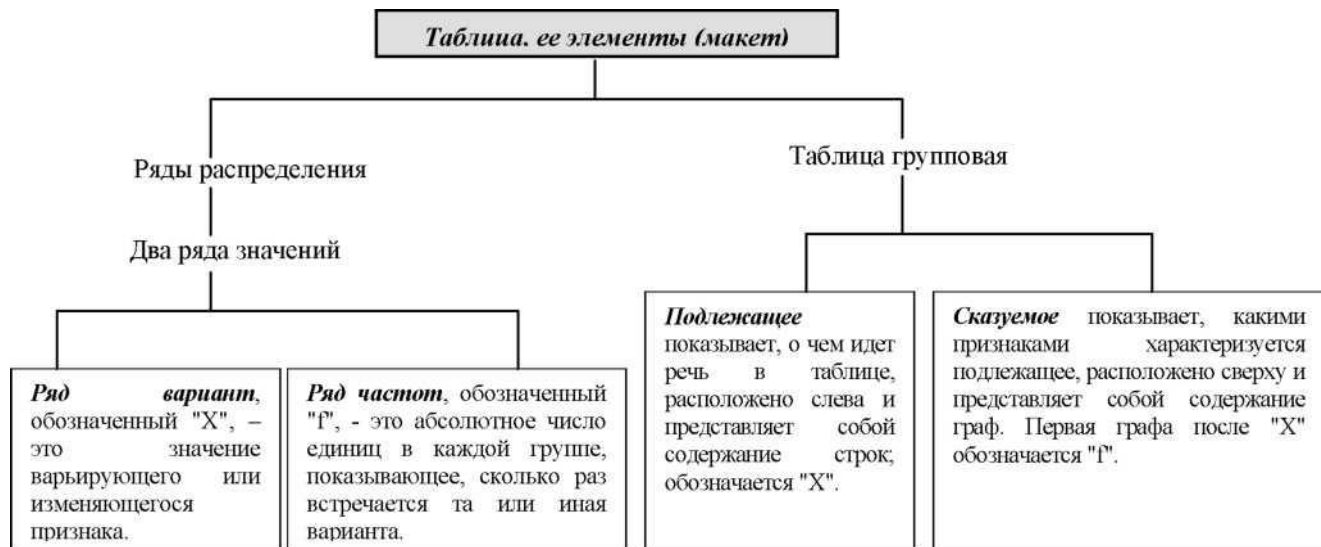 Таблица. ее элементы (макет)
Ряды распределения
Таблица групповая
Два ряда значений
Ряд вариант,
обозначенный "X", –
это значение
варьирующего или
изменяющегося
признака.
Ряд частот, обозначенный
"f", - это абсолютное число
единиц в каждой группе,
показывающее, сколько раз
встречается та или иная
варианта.
Подлежащее
показывает, о чем идет
речь в таблице,
расположено слева и
представляет собой
содержание строк;
обозначается "X".
Сказуемое показывает, какими
признаками характеризуется
подлежащее, расположено сверху и
представляет собой содержание
граф. Первая графа после "X"
обозначается "f".